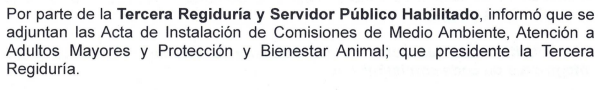 Por parte de la Tercera Regiduría y Servidor Público Habilitado, informó que se
adjuntan las Acta de Instalación de Comisiones de Medio Ambiente, Atención a
Adultos Mayores y Protección y Bienestar Animal; que presidente la Tercera
Regiduría.